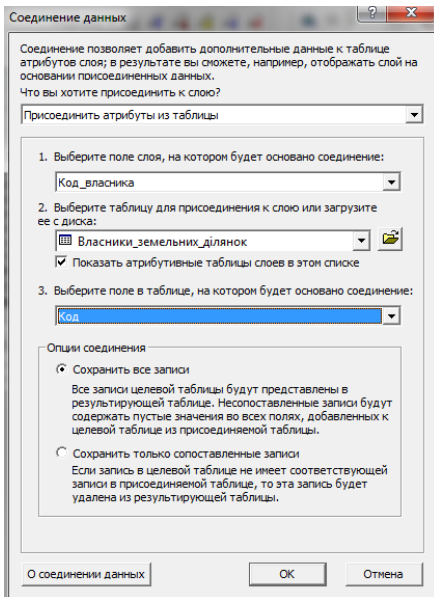 Соединение данных
Соединение позволяет добавить дополнительные данные к таблице
атрибутов слоя; в результате вы сможете, например, отображать слой на
основании присоединенных данных.
Что вы хотите присоединить к слою?
Присоединить атрибуты из таблицы
1. Выберите поле слоя, на котором будет основано соединение:
Код_власника
2. Выберите таблицу для присоединения к слою или загрузите
ее с диска:
Власники_земельних_ділянок
Показать атрибутивные таблицы слоев в этом списке
3. Выберите поле в таблице, на котором будет основано соединение:
Код
Опции соединения
Сохранить все записи
Все записи целевой таблицы будут представлены в
результирующей таблице. Несопоставленные записи будут
содержать пустые значения во всех полях, добавленных к
целевой таблице из присоединяемой таблицы.
Сохранить только сопоставленные записи
Если запись в целевой таблице не имеет соответствующей
записи в присоединяемой таблице, то эта запись будет
удалена из результирующей таблицы.
О соединении данных
OK
Отмена